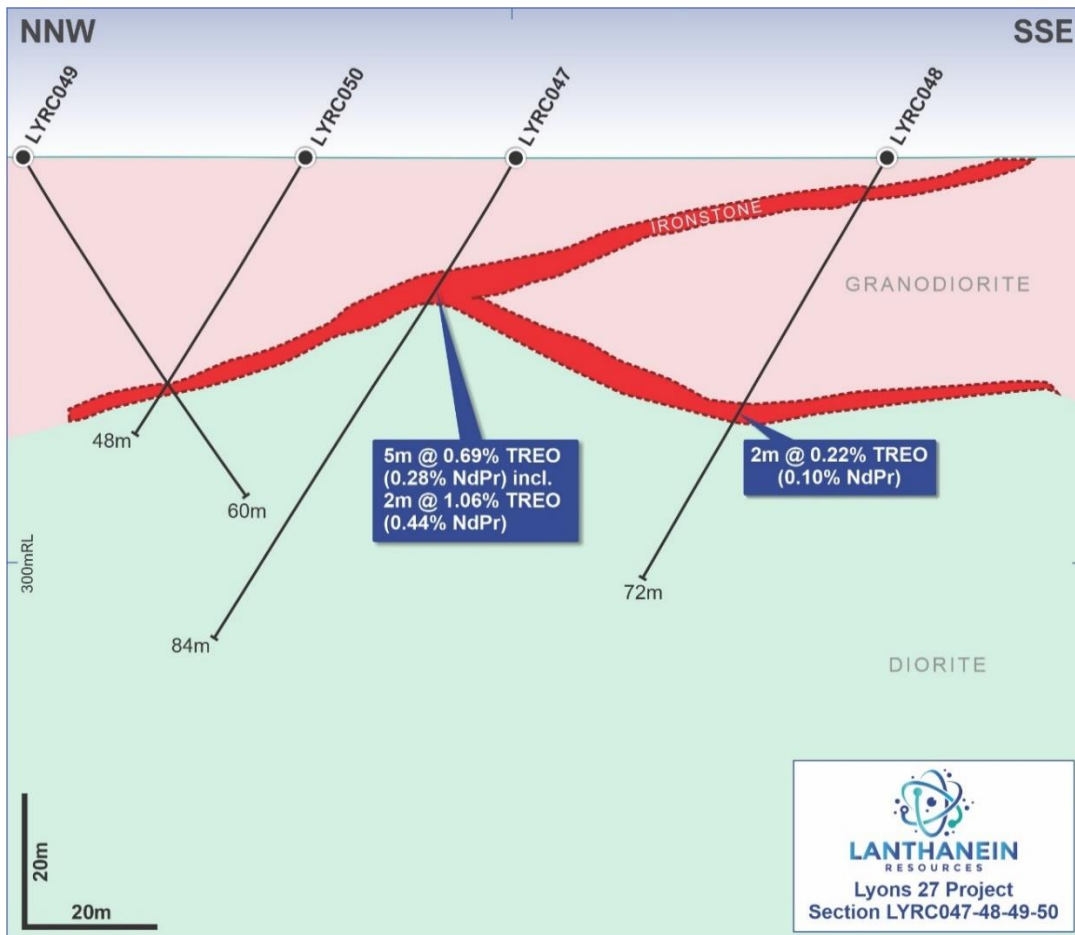 NNW
SSE
LYRC049
LYRC050
LYRC047
LYRC048
IRONSTONE
GRANODIORITE
48m
5m @ 0.69% TREO
(0.28% NdPr) incl.
2m @ 1.06% TREO
(0.44% NdPr)
2m @ 0.22% TREO
(0.10% NdPr)
60m
300mRL
72m
84m
DIORITE
20m
20m
LANTHANEIN
RESOURCES
Lyons 27 Project
Section LYRC047-48-49-50